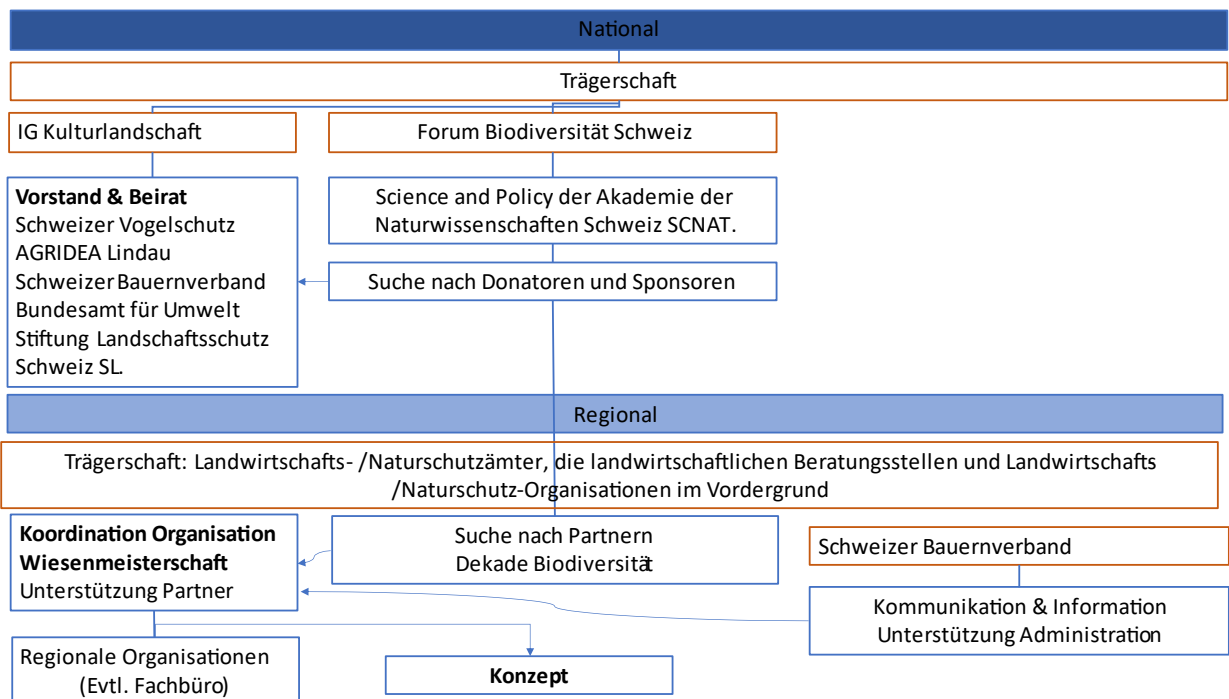 National
Trägerschaft
IG Kulturlandschaft
Forum Biodiversität Schweiz
Vorstand & Beirat
Schweizer Vogelschutz
AGRIDEA Lindau
Schweizer Bauernverband
Bundesamt für Umwelt
Stiftung Landschaftsschutz
Schweiz SL.
Science and Policy der Akademie der
Naturwissenschaften Schweiz SCNAT.
Suche nach Donatoren und Sponsoren
Regional
Trägerschaft: Landwirtschafts- /Naturschutzämter, die landwirtschaftlichen Beratungsstellen und Landwirtschafts
/Naturschutz-Organisationen im Vordergrund
Koordination Organisation
Wiesenmeisterschaft
Unterstützung Partner
Suche nach Partnern
Dekade Biodiversität
Schweizer Bauernverband
Kommunikation & Information
Unterstützung Administration
Regionale Organisationen
(Evtl. Fachbüro)
Konzept